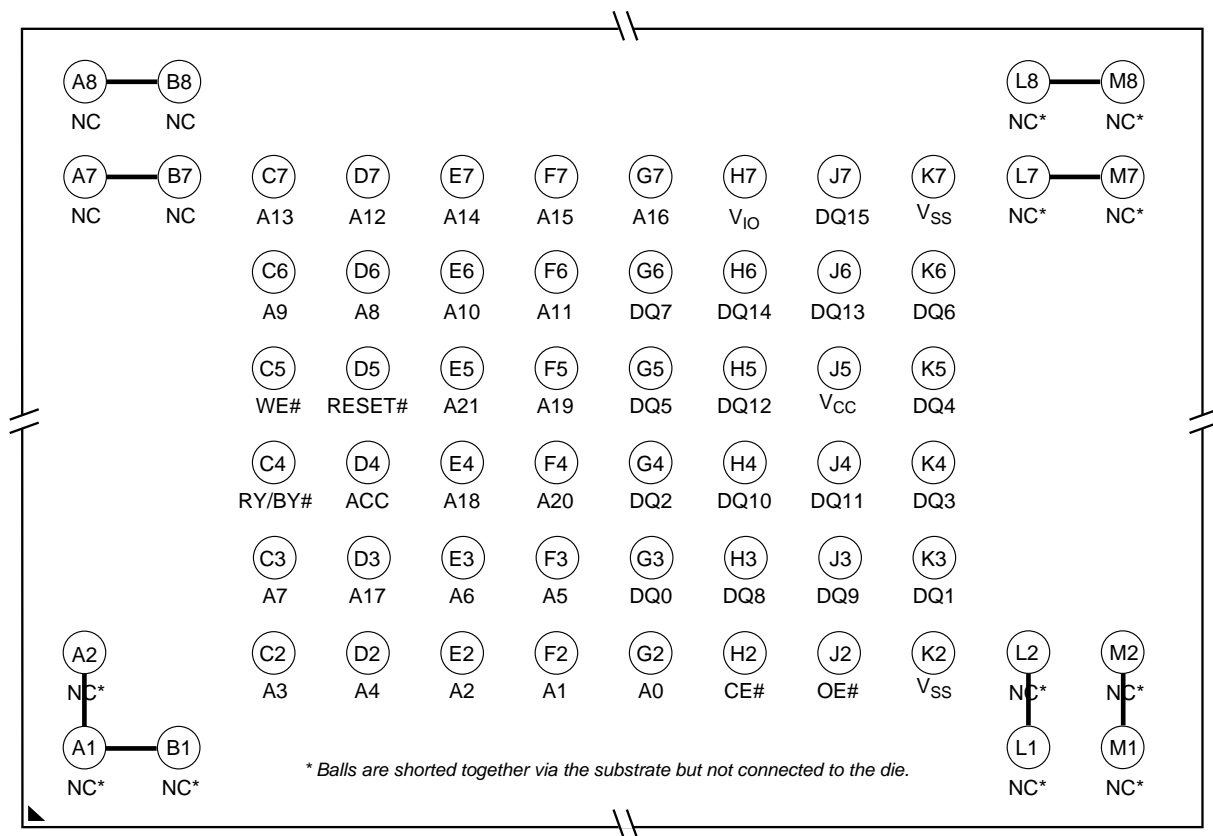 A8 B8 L8 M8
NC NC NC* NC*
A7 B7 C7 D7 E7 F7 G7 H7 J7 K7 L7 M7
NC NC A13 A12 A14 A15 A16 VIO DQ15 VSS NC* NC*
C6 D6 E6 F6 G6 H6 J6 K6
A9 A8 A10 A11 DQ7 DQ14 DQ13 DQ6
C5 D5 E5 F5 G5 H5 J5 K5
WE# RESET# A21 A19 DQ5 DQ12 VCC DQ4
C4 D4 E4 F4 G4 H4 J4 K4
RY/BY# ACC A18 A20 DQ2 DQ10 DQ11 DQ3
C3 D3 E3 F3 G3 H3 J3 K3
A7 A17 A6 A5 DQ0 DQ8 DQ9 DQ1
A2 C2 D2 E2 F2 G2 H2 J2 K2 L2 M2
NC* A3 A4 A2 A1 A0 CE# OE# VSS NC* NC*
A1 B1 L1 M1
NC* NC* NC* NC*
* Balls are shorted together via the substrate but not connected to the die.